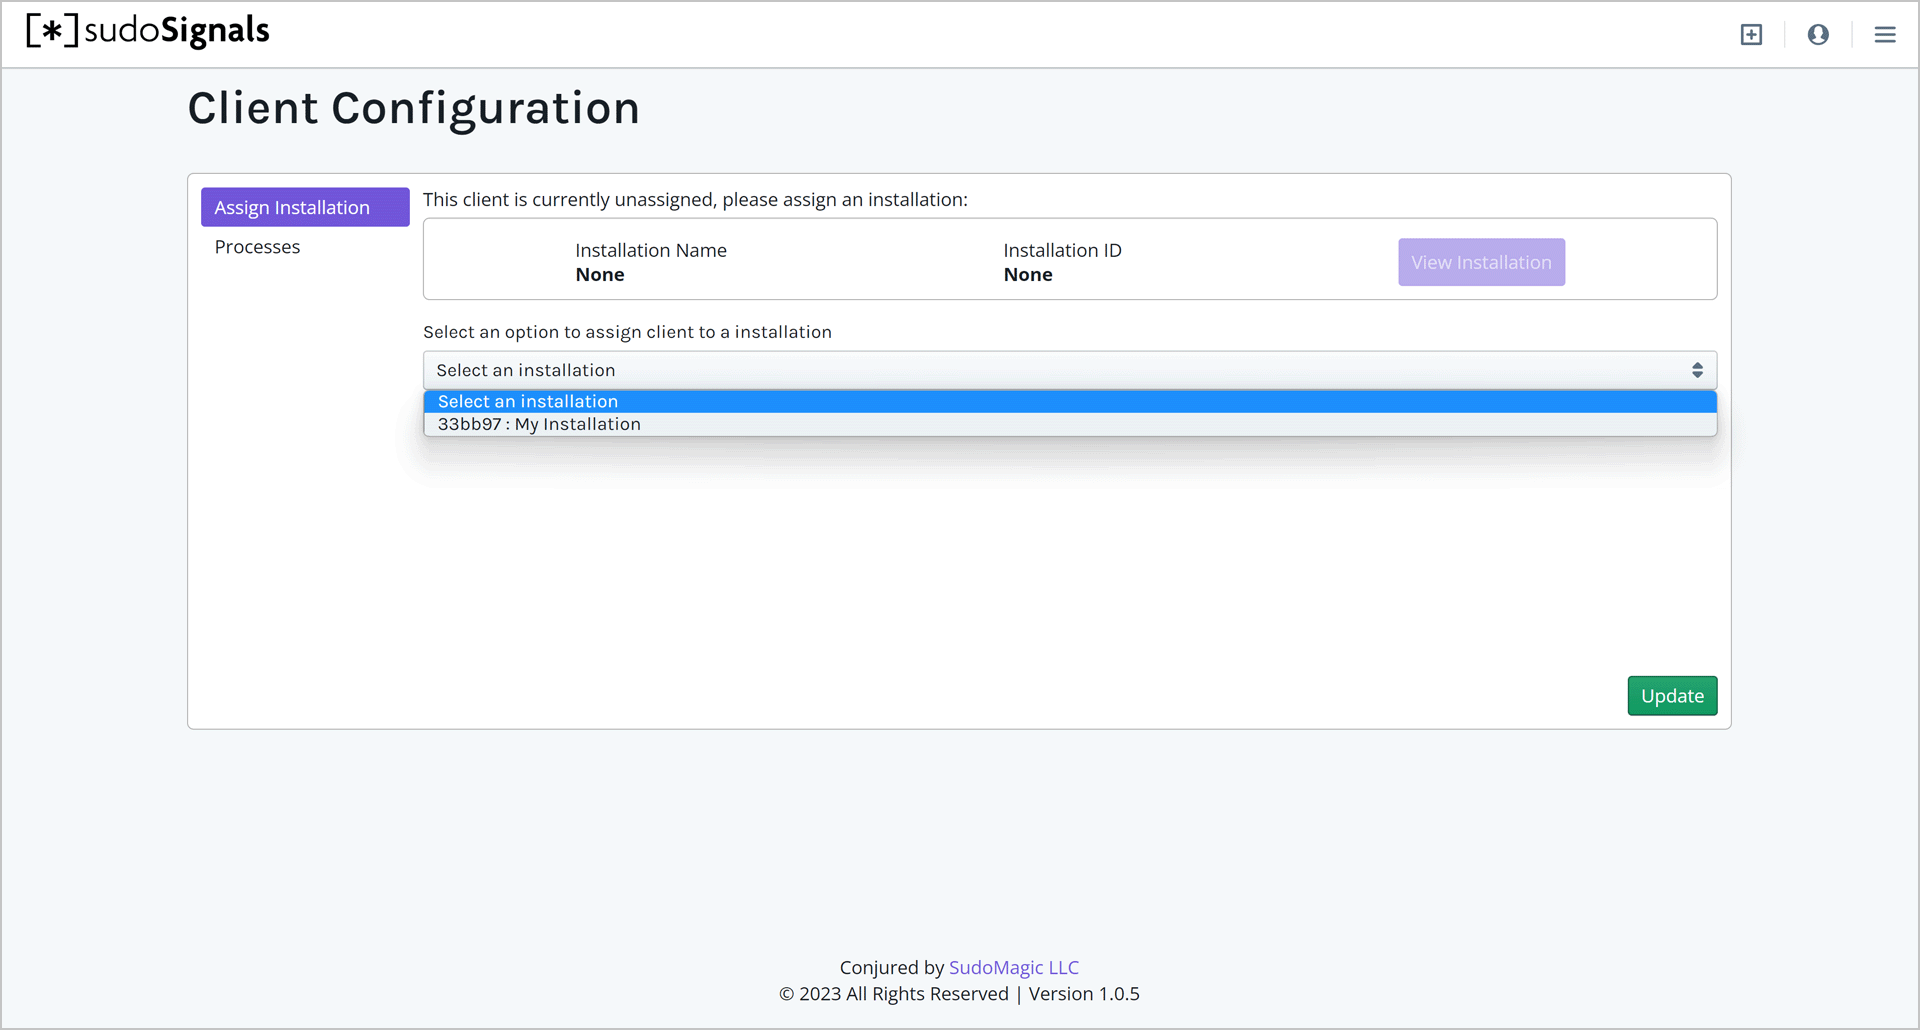 [*]sudoSignals
Client Configuration
Assign Installation
Processes
This client is currently unassigned, please assign an installation:
Installation Name
None
Installation ID
None
View Installation
Select an option to assign client to a installation
Select an installation
Select an installation
33bb97 : My Installation
Update
Conjured by SudoMagic LLC
© 2023 All Rights Reserved | Version 1.0.5